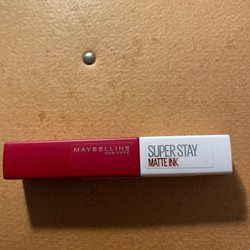 MAYBELLINE
NEW YORK
SUPER STAY
MATTE INK